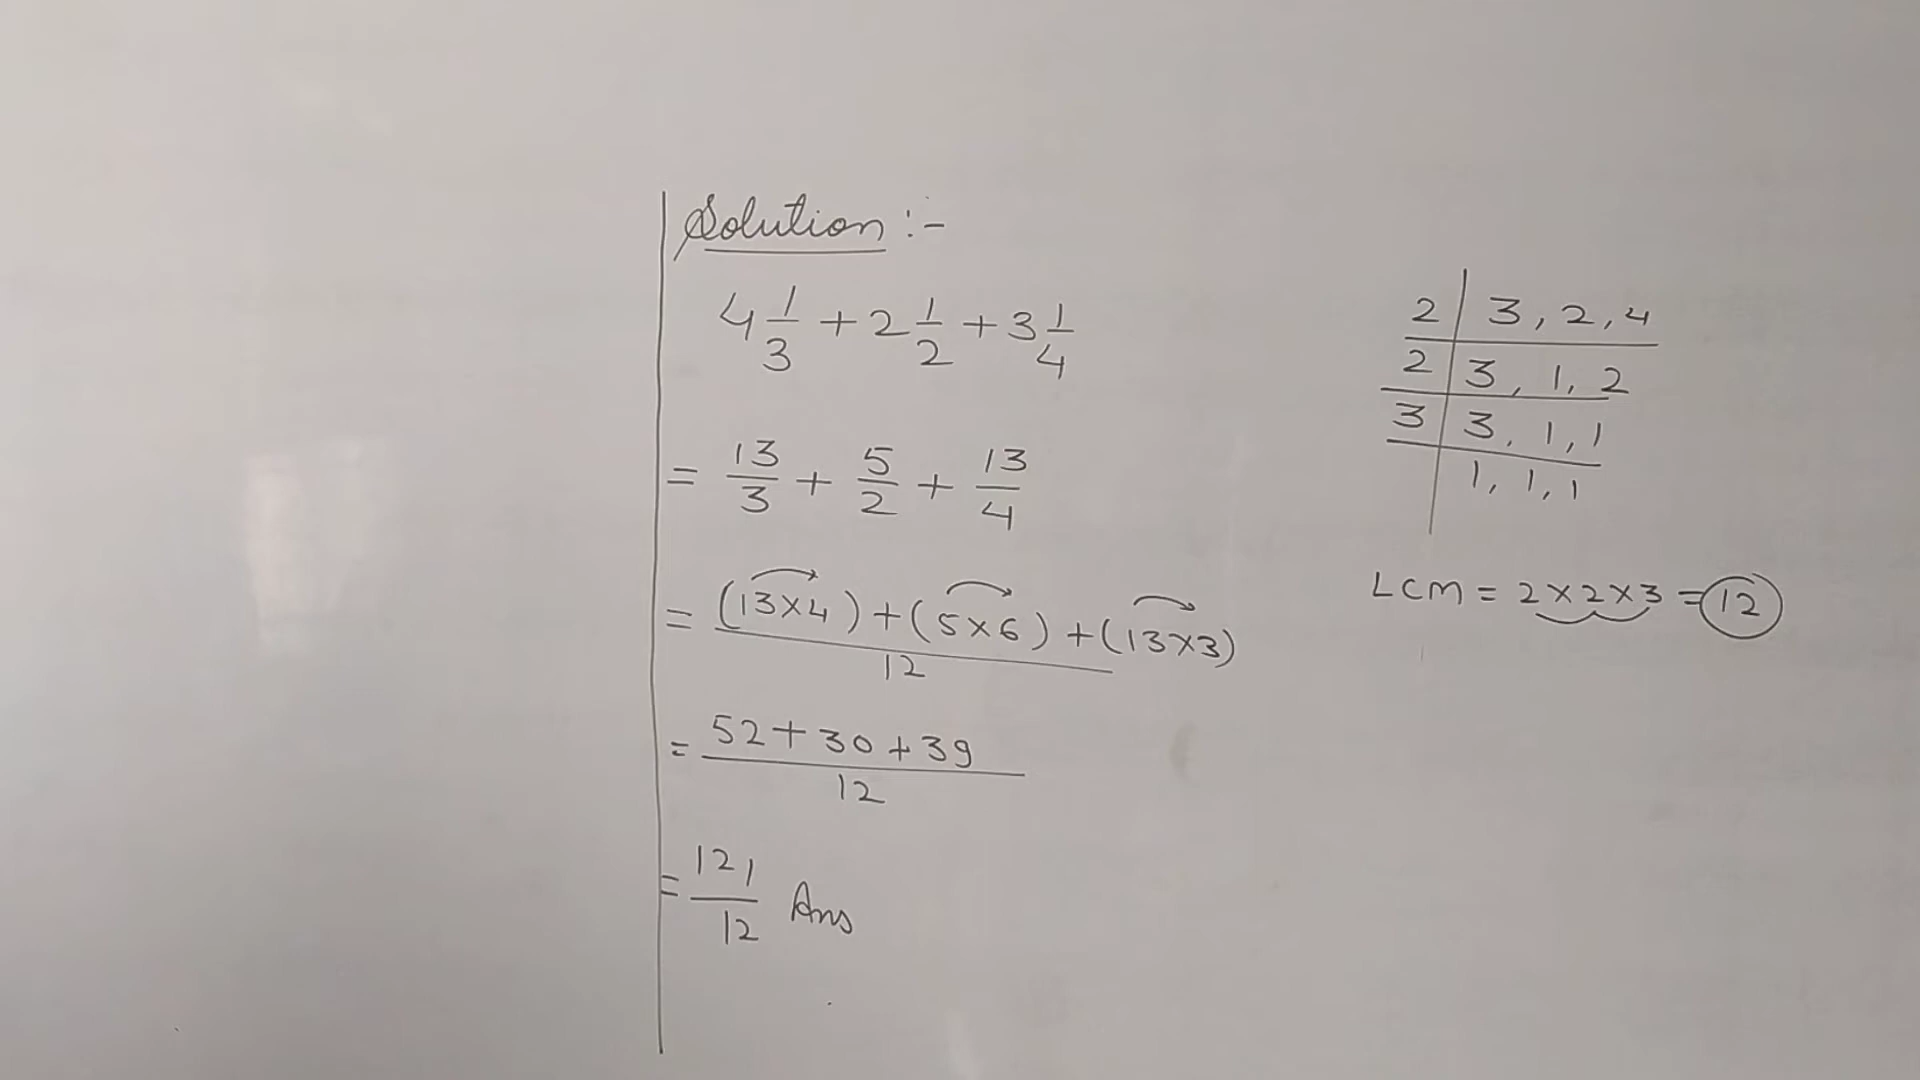 Solution :-
4 1/3 + 2 1/2 + 3 1/4
= 13/3 + 5/2 + 13/4
= (13×4) + (5×6) + (13×3)
12
= 52 + 30 + 39
12
= 121/12 Ans
2 | 3, 2, 4
2 | 3, 1, 2
3 | 3, 1, 1
1, 1, 1
LCM = 2×2×3 = 12